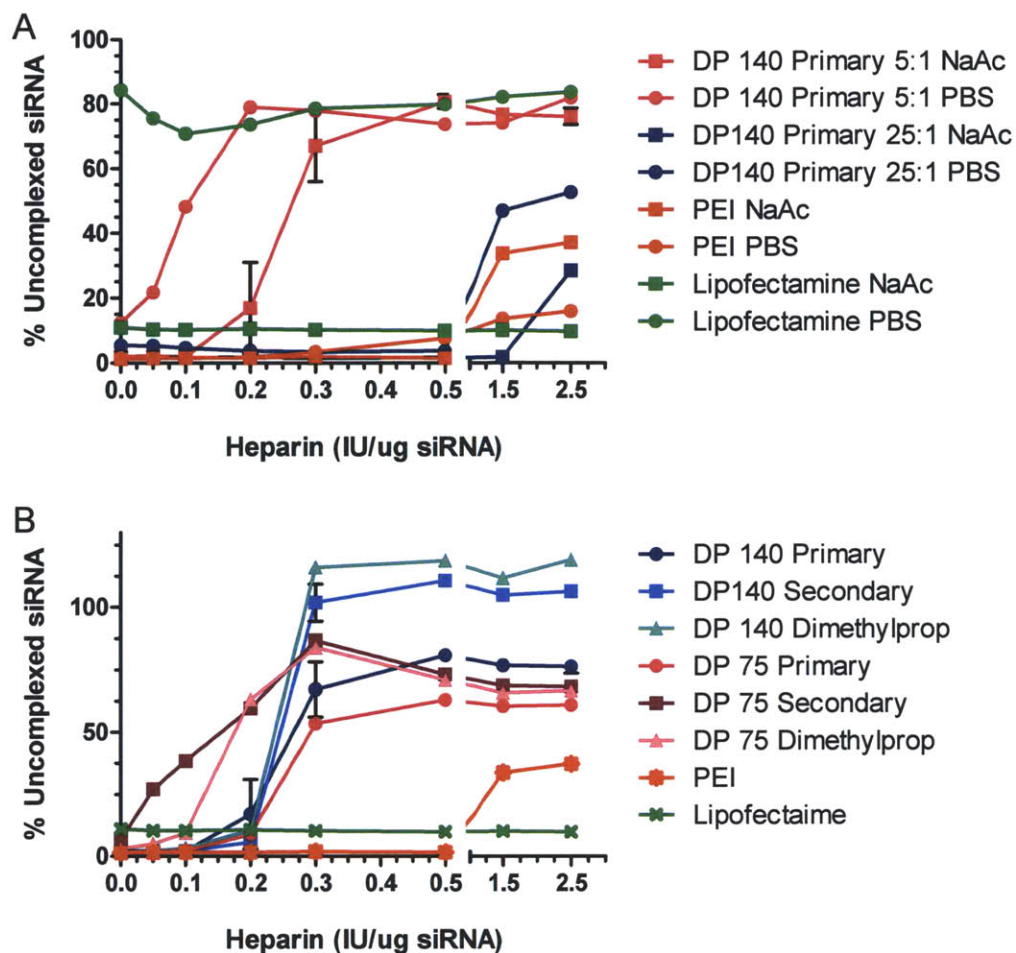 A
100
80
60
40
20
0
% Uncomplexed siRNA
0.0 0.1 0.2 0.3 0.4 0.5 1.5 2.5
Heparin (IU/ug siRNA)
DP 140 Primary 5:1 NaAc
DP 140 Primary 5:1 PBS
DP140 Primary 25:1 NaAc
DP140 Primary 25:1 PBS
PEI NaAc
PEI PBS
Lipofectamine NaAc
Lipofectamine PBS
B
100
50
0
% Uncomplexed siRNA
0.0 0.1 0.2 0.3 0.4 0.5 1.5 2.5
Heparin (IU/ug siRNA)
DP 140 Primary
DP140 Secondary
DP 140 Dimethylprop
DP 75 Primary
DP 75 Secondary
DP 75 Dimethylprop
PEI
Lipofectaime